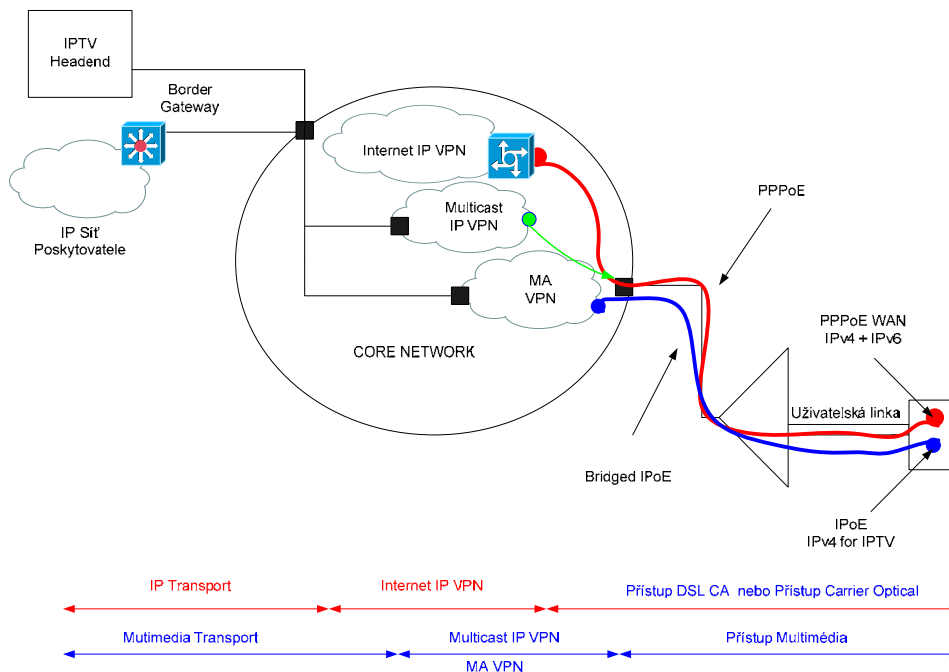 IPTV
Headend
Border
Gateway
IP Síť
Poskytovatele
Internet IP VPN
Multicast
IP VPN
MA
VPN
CORE NETWORK
PPPoE
PPPoE WAN
IPv4 + IPv6
Uživatelská linka
Bridged IPoE
IPoE
IPv4 for IPTV
IP Transport
Internet IP VPN
Přístup DSL CA nebo Přístup Carrier Optical
Mutimedia Transport
Multicast IP VPN
Přístup Multimédia
MA VPN